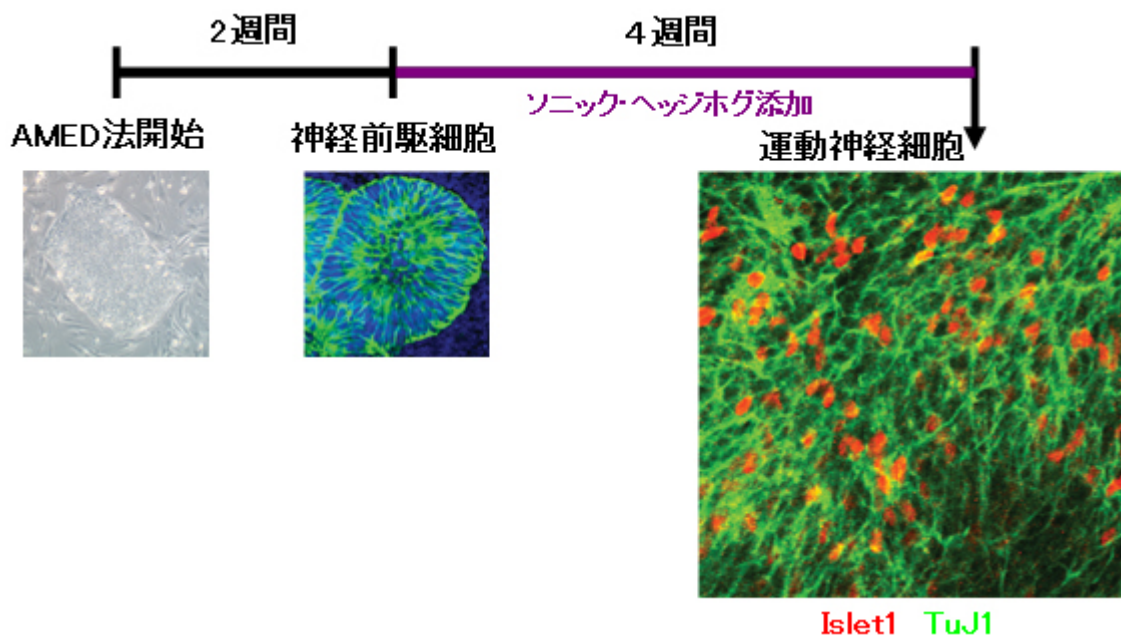 2週間
4週間
ソニック・ヘッジホグ添加
AMED法開始
神経前駆細胞
運動神経細胞
Islet1 TuJ1